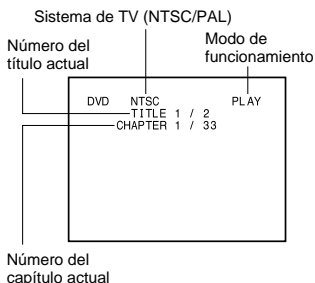 Sistema de TV (NTSC/PAL)
Número del
título actual
Modo de
funcionamiento
DVD NTSC PLAY
TITLE 1 / 2
CHAPTER 1 / 33
Número del
capítulo actual